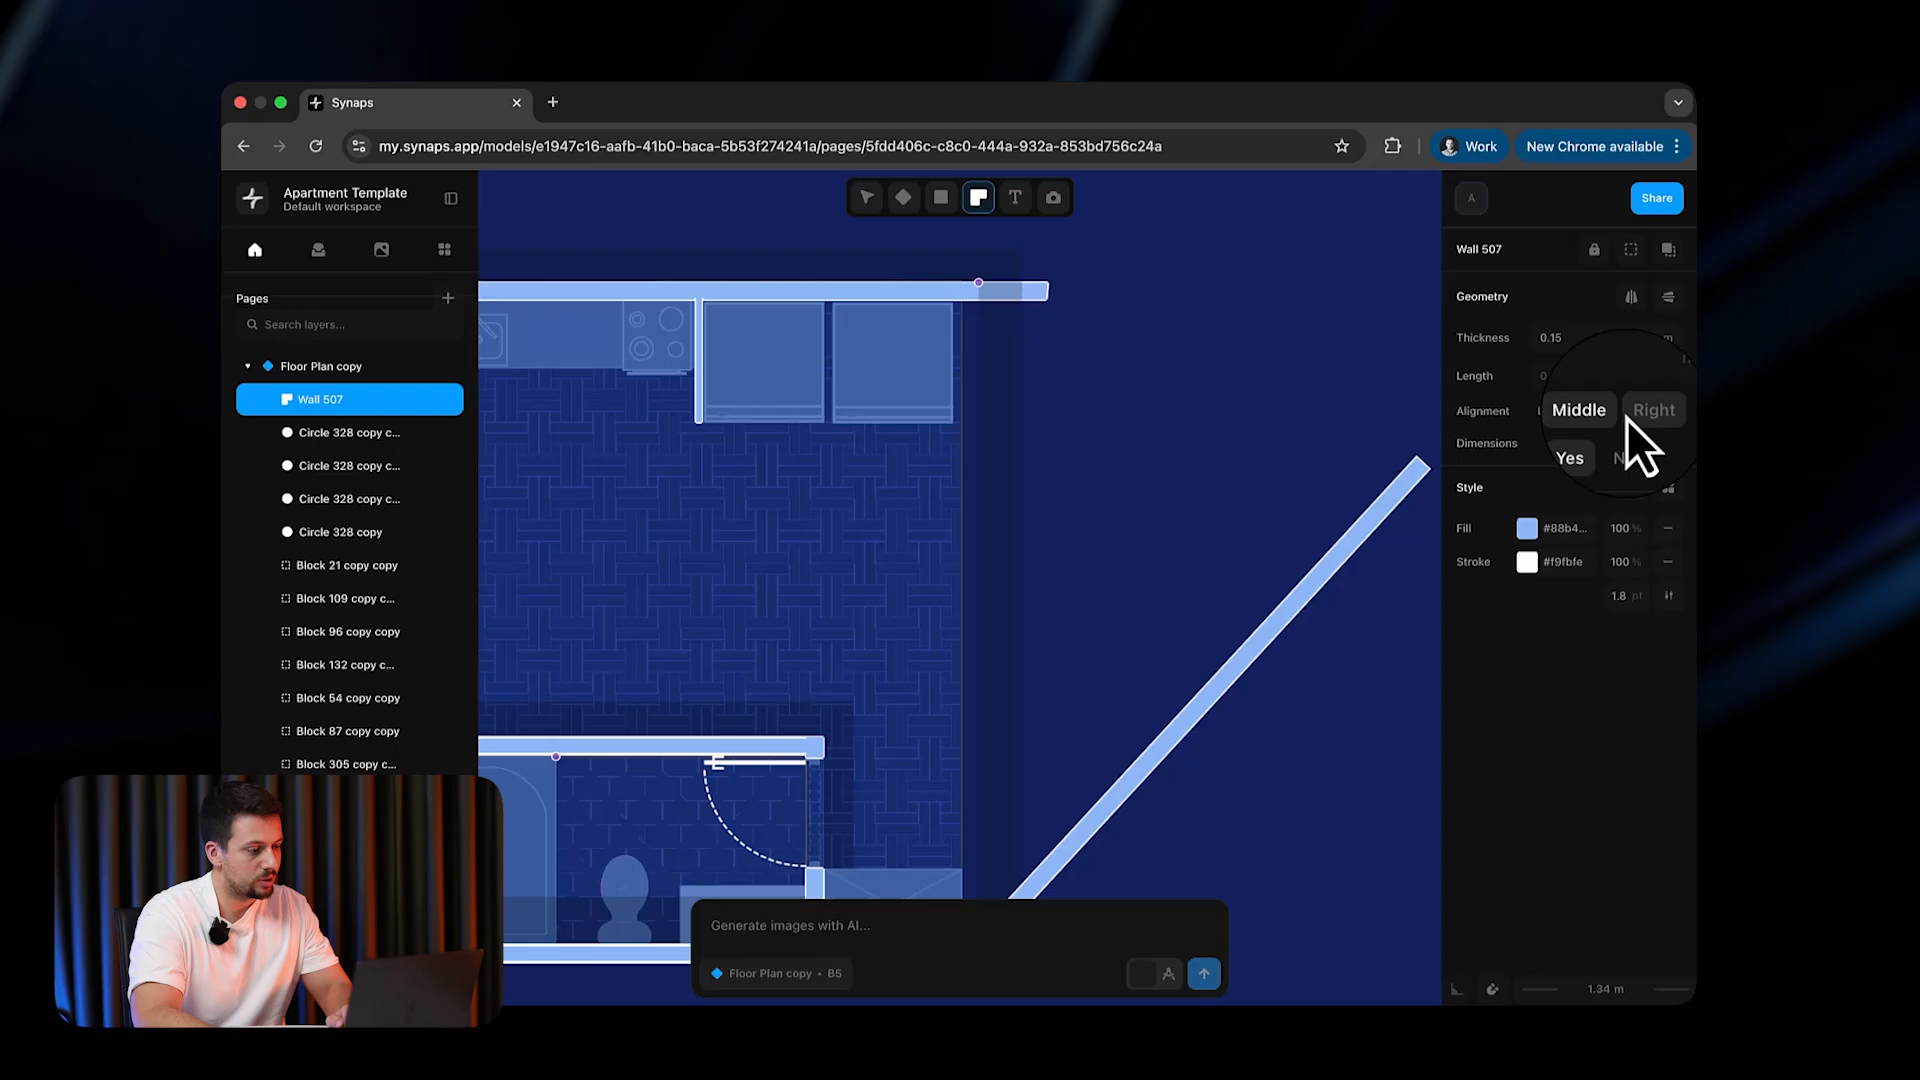 Synaps
my.synaps.app/models/e1947c16-aafb-41b0-baca-5b53f274241a/pages/5fdd406c-c8c0-444a-932a-853bd756c24a
Work
New Chrome available
Apartment Template
Default workspace
A
Share
Pages
Search layers...
Floor Plan copy
Wall 507
Circle 328 copy c...
Circle 328 copy c...
Circle 328 copy c...
Circle 328 copy
Block 21 copy copy
Block 109 copy c...
Block 96 copy copy
Block 132 copy c...
Block 54 copy copy
Block 87 copy copy
Block 305 copy c...
Wall 507
Geometry
Thickness 0.15 m
Length 0
Alignment Middle Right
Dimensions Yes
Style
Fill #88b4... 100 %
Stroke #f9fbfe 100 %
1.8 pt
Generate images with AI...
Floor Plan copy • B5
1.34 m